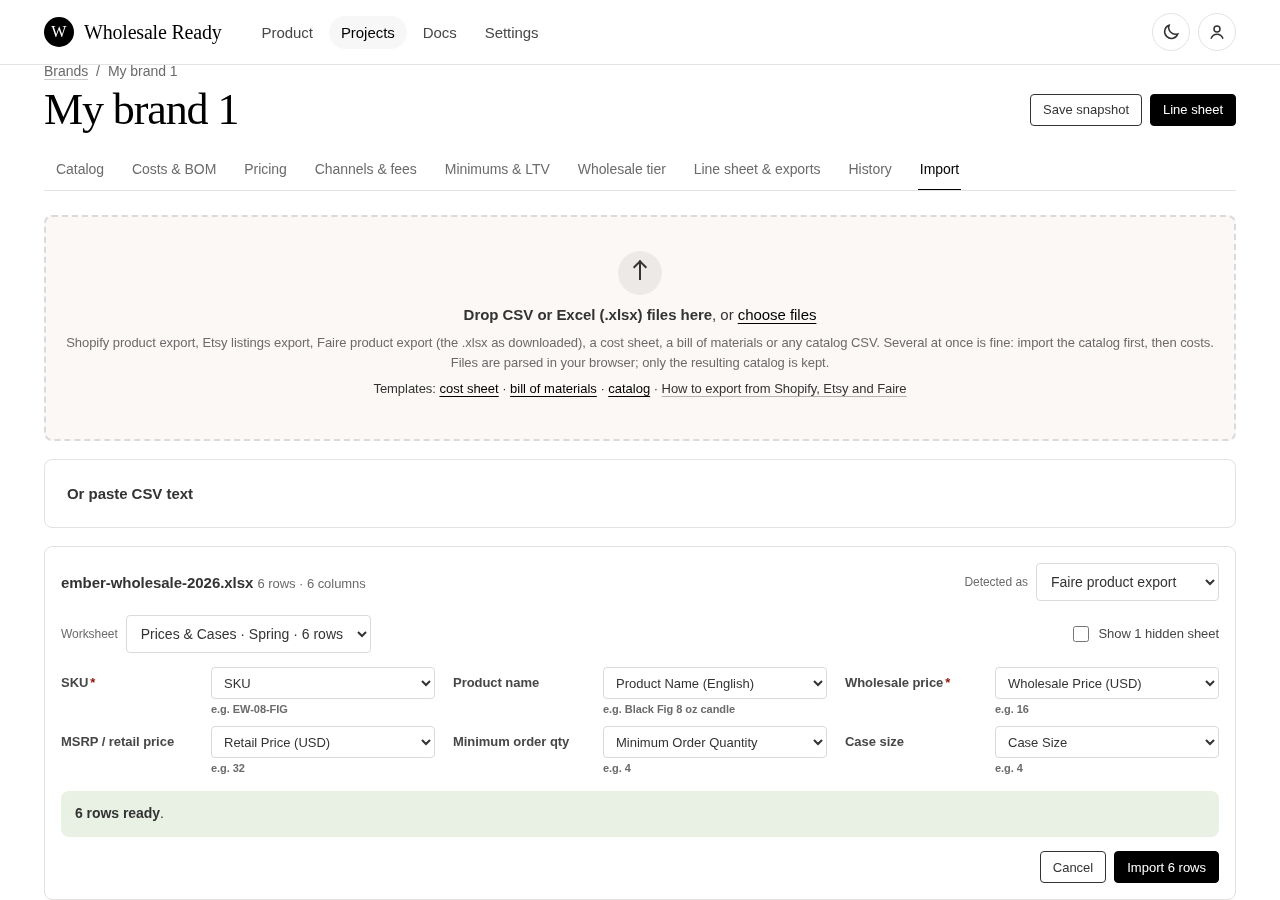 W Wholesale Ready Product Projects Docs Settings
Brands / My brand 1
My brand 1
Save snapshot Line sheet
Catalog Costs & BOM Pricing Channels & fees Minimums & LTV Wholesale tier Line sheet & exports History Import
Drop CSV or Excel (.xlsx) files here, or choose files
Shopify product export, Etsy listings export, Faire product export (the .xlsx as downloaded), a cost sheet, a bill of materials or any catalog CSV. Several at once is fine: import the catalog first, then costs.
Files are parsed in your browser; only the resulting catalog is kept.
Templates: cost sheet · bill of materials · catalog · How to export from Shopify, Etsy and Faire
Or paste CSV text
ember-wholesale-2026.xlsx 6 rows · 6 columns Detected as Faire product export
Worksheet Prices & Cases · Spring · 6 rows Show 1 hidden sheet
SKU* SKU Product name Product Name (English) Wholesale price* Wholesale Price (USD)
e.g. EW-08-FIG e.g. Black Fig 8 oz candle e.g. 16
MSRP / retail price Retail Price (USD) Minimum order qty Minimum Order Quantity Case size Case Size
e.g. 32 e.g. 4 e.g. 4
6 rows ready.
Cancel Import 6 rows